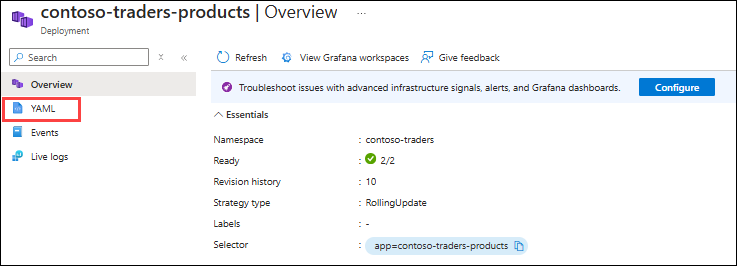 contoso-traders-products | Overview ...
Deployment
Search
Refresh View Grafana workspaces Give feedback
Overview
YAML
Events
Live logs
Troubleshoot issues with advanced infrastructure signals, alerts, and Grafana dashboards. Configure
Essentials
Namespace : contoso-traders
Ready : 2/2
Revision history : 10
Strategy type : RollingUpdate
Labels : -
Selector : app=contoso-traders-products